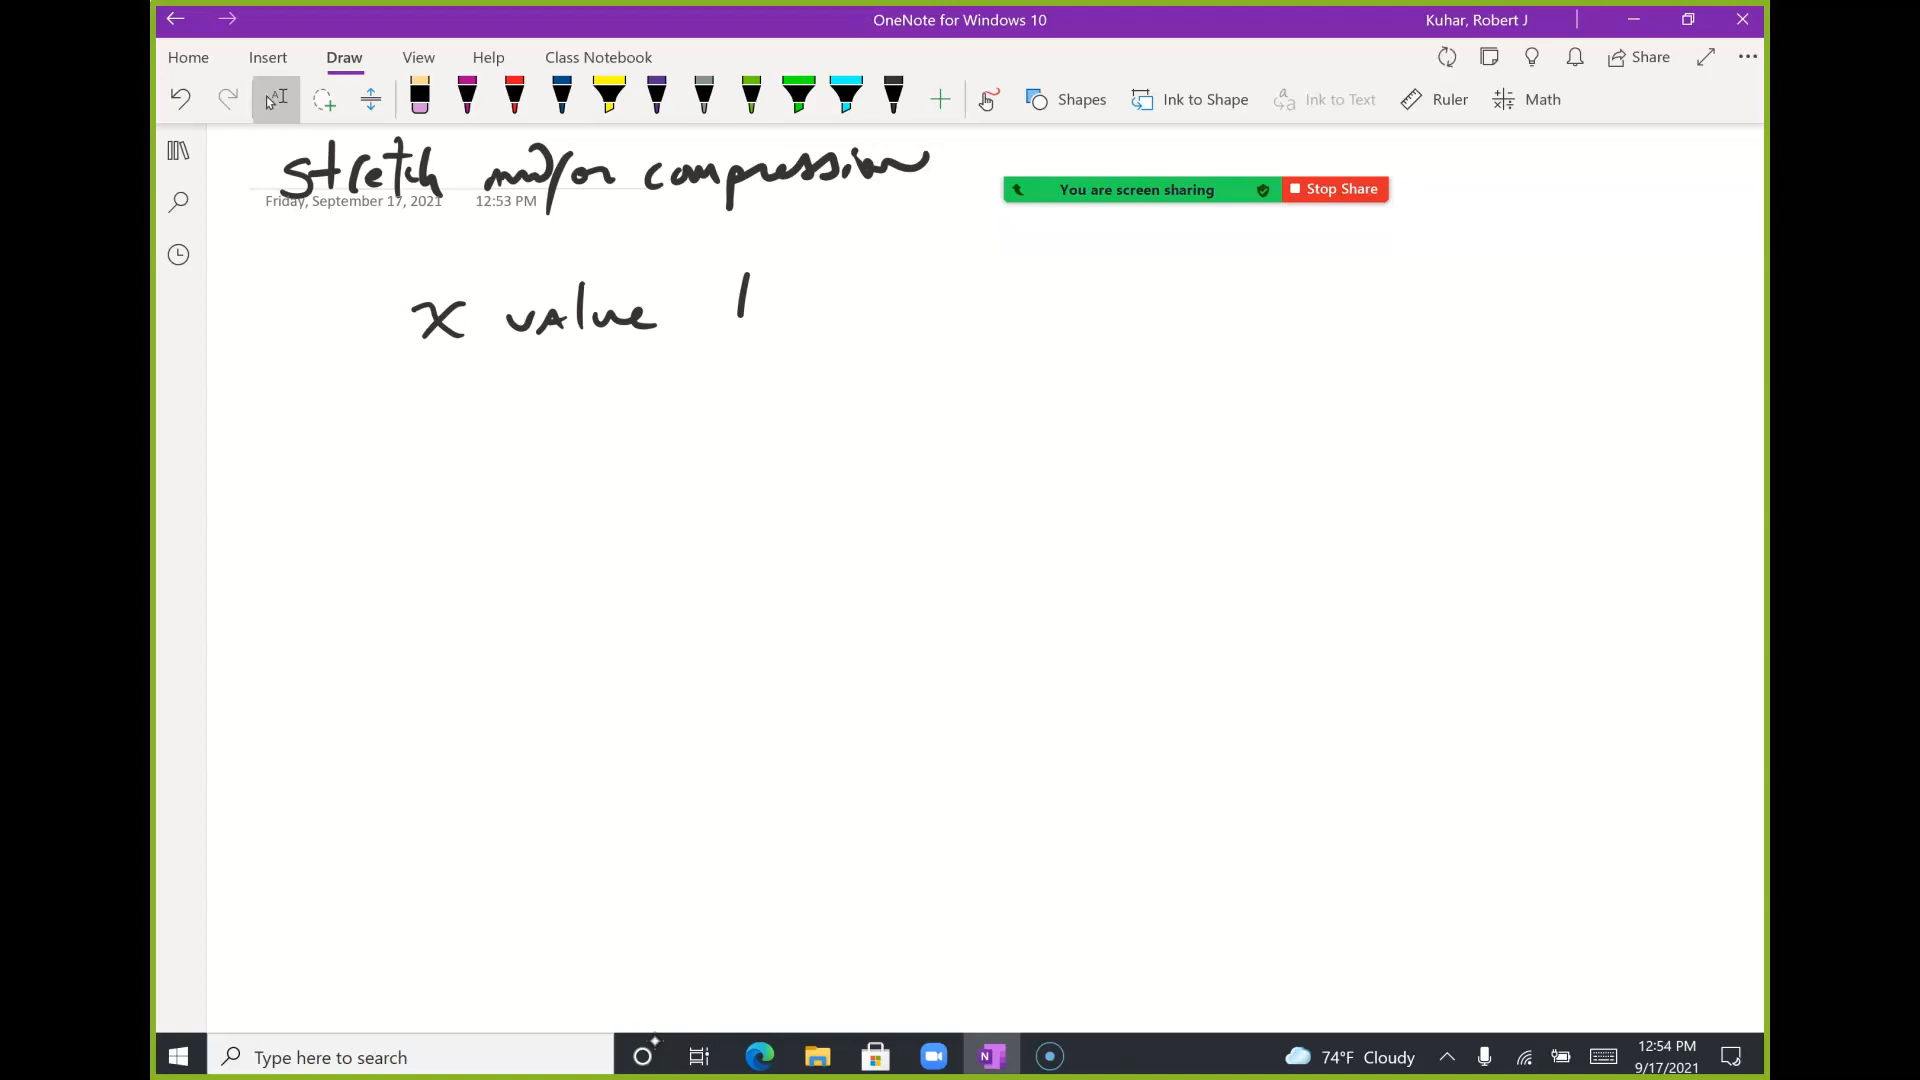 OneNote for Windows 10 Kuhar, Robert J
Home Insert Draw View Help Class Notebook Share
Shapes Ink to Shape Ink to Text Ruler Math
stretch and/or compression
You are screen sharing Stop Share
Friday, September 17, 2021 12:53 PM
x value |
Type here to search 74°F Cloudy 12:54 PM
9/17/2021